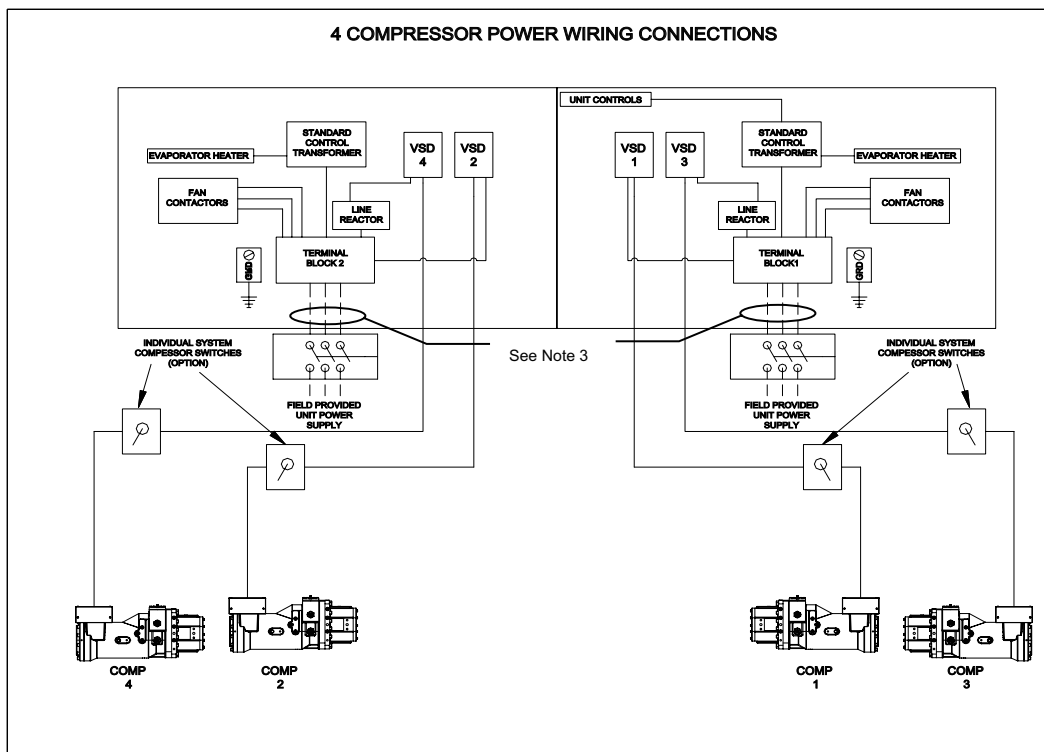 4 COMPRESSOR POWER WIRING CONNECTIONS
UNIT CONTROLS
STANDARD
CONTROL
TRANSFORMER
EVAPORATOR HEATER
FAN
CONTACTORS
VSD
4
VSD
2
LINE
REACTOR
TERMINAL
BLOCK 2
GND
VSD
1
VSD
3
STANDARD
CONTROL
TRANSFORMER
EVAPORATOR HEATER
FAN
CONTACTORS
LINE
REACTOR
TERMINAL
BLOCK1
GRD
See Note 3
INDIVIDUAL SYSTEM
COMPESSOR SWITCHES
(OPTION)
FIELD PROVIDED
UNIT POWER
SUPPLY
FIELD PROVIDED
UNIT POWER
SUPPLY
INDIVIDUAL SYSTEM
COMPESSOR SWITCHES
(OPTION)
COMP
4
COMP
2
COMP
1
COMP
3